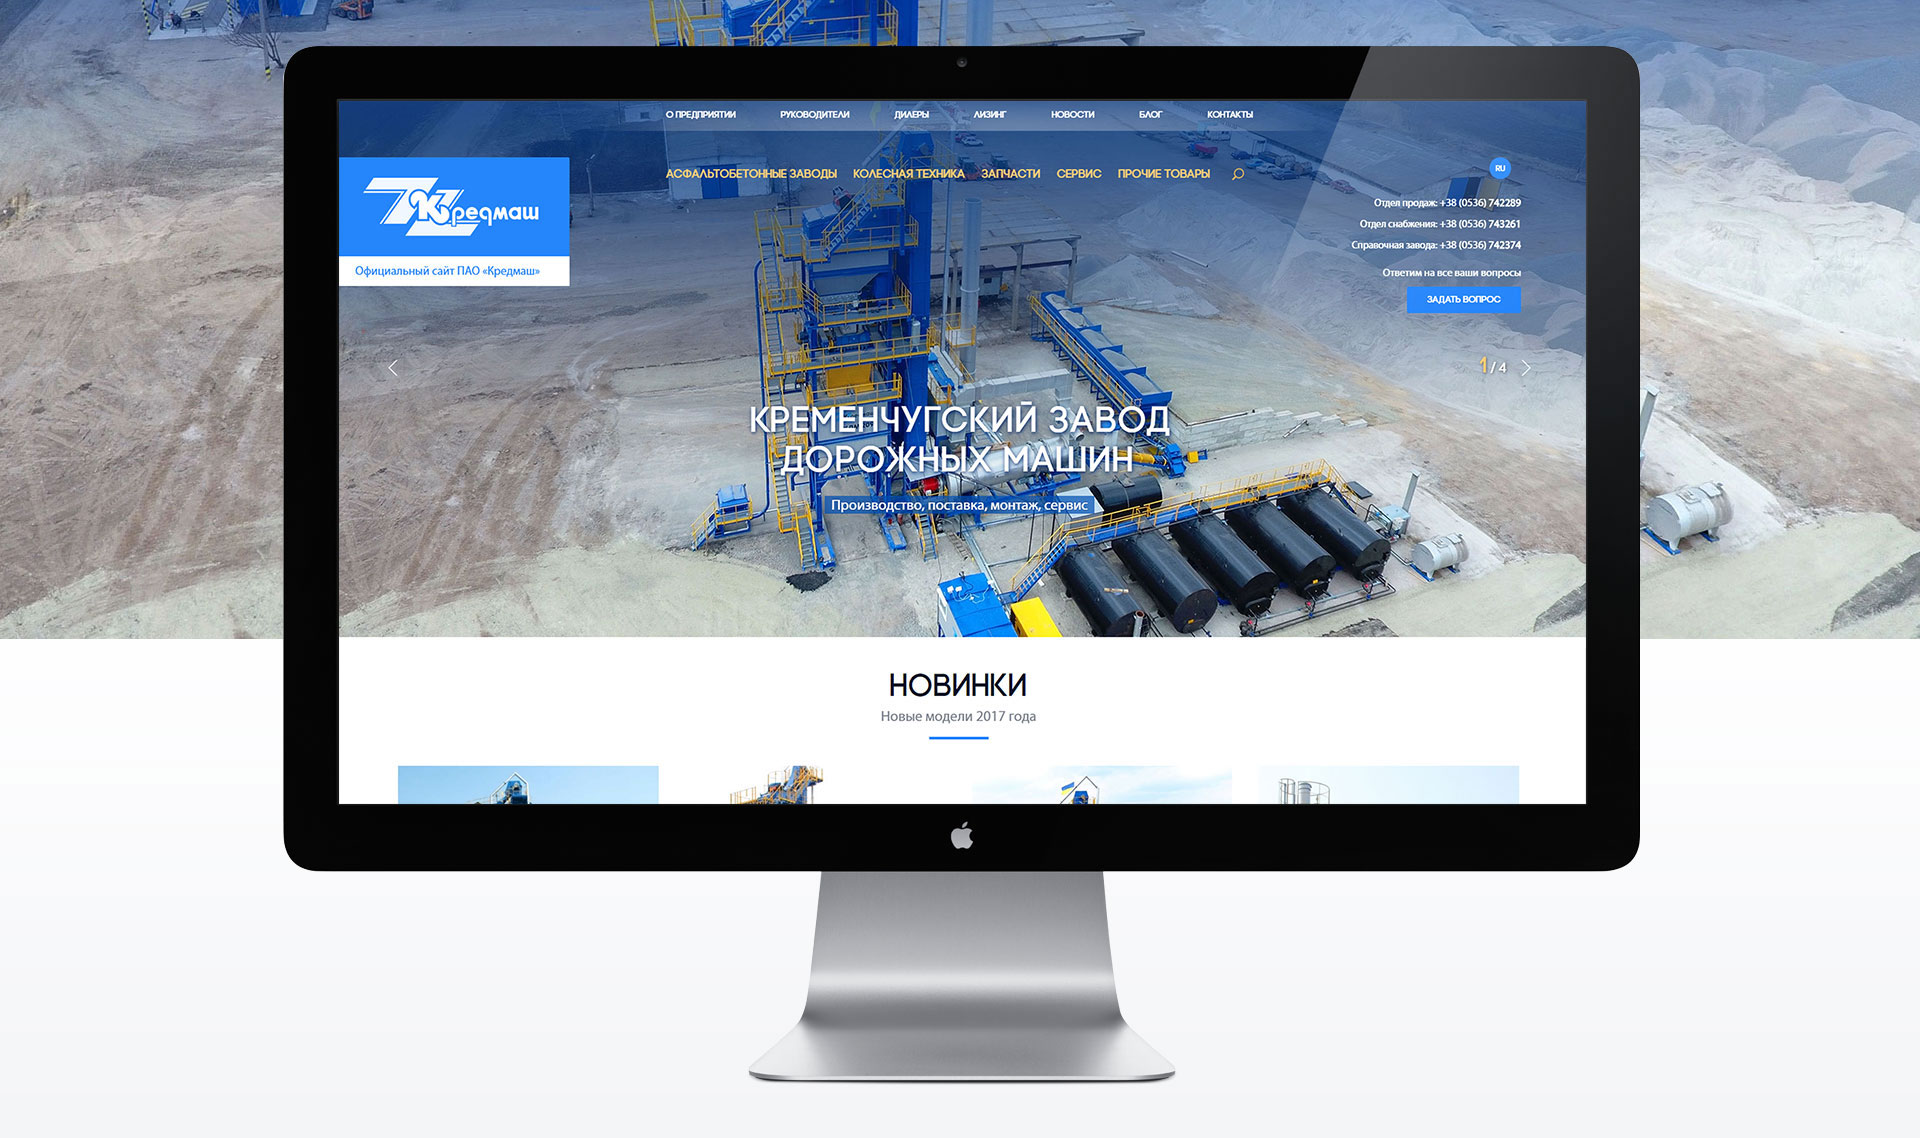 О ПРЕДПРИЯТИИ РУКОВОДИТЕЛИ ДИЛЕРЫ ЛИЗИНГ НОВОСТИ БЛОГ КОНТАКТЫ
АСФАЛЬТОБЕТОННЫЕ ЗАВОДЫ КОЛЕСНАЯ ТЕХНИКА ЗАПЧАСТИ СЕРВИС ПРОЧИЕ ТОВАРЫ
RU
Кредмаш
Официальный сайт ПАО «Кредмаш»
Отдел продаж: +38 (0536) 742289
Отдел снабжения: +38 (0536) 743261
Справочная завода: +38 (0536) 742374
Ответим на все ваши вопросы
ЗАДАТЬ ВОПРОС
1 / 4
КРЕМЕНЧУГСКИЙ ЗАВОД
ДОРОЖНЫХ МАШИН
Производство, поставка, монтаж, сервис
НОВИНКИ
Новые модели 2017 года